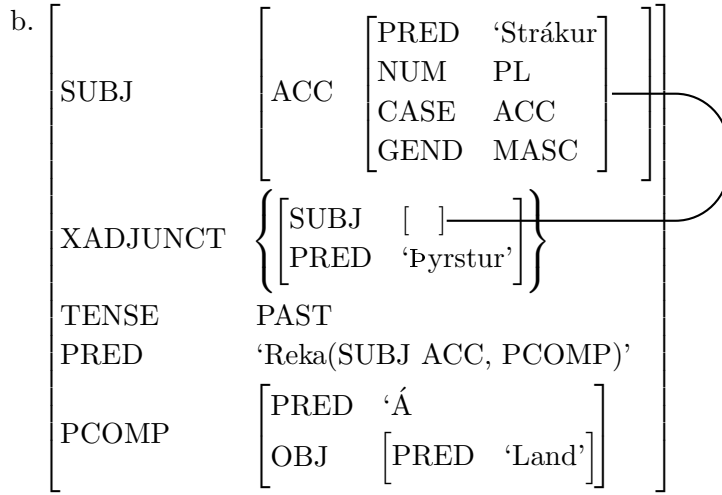 b.
PRED ‘Strákur
NUM PL
SUBJ ACC
CASE ACC
GEND MASC
SUBJ [ ]
XADJUNCT
PRED ‘Þyrstur’
TENSE PAST
PRED ‘Reka(SUBJ ACC, PCOMP)’
PRED ‘Á
PCOMP
OBJ [PRED ‘Land’]